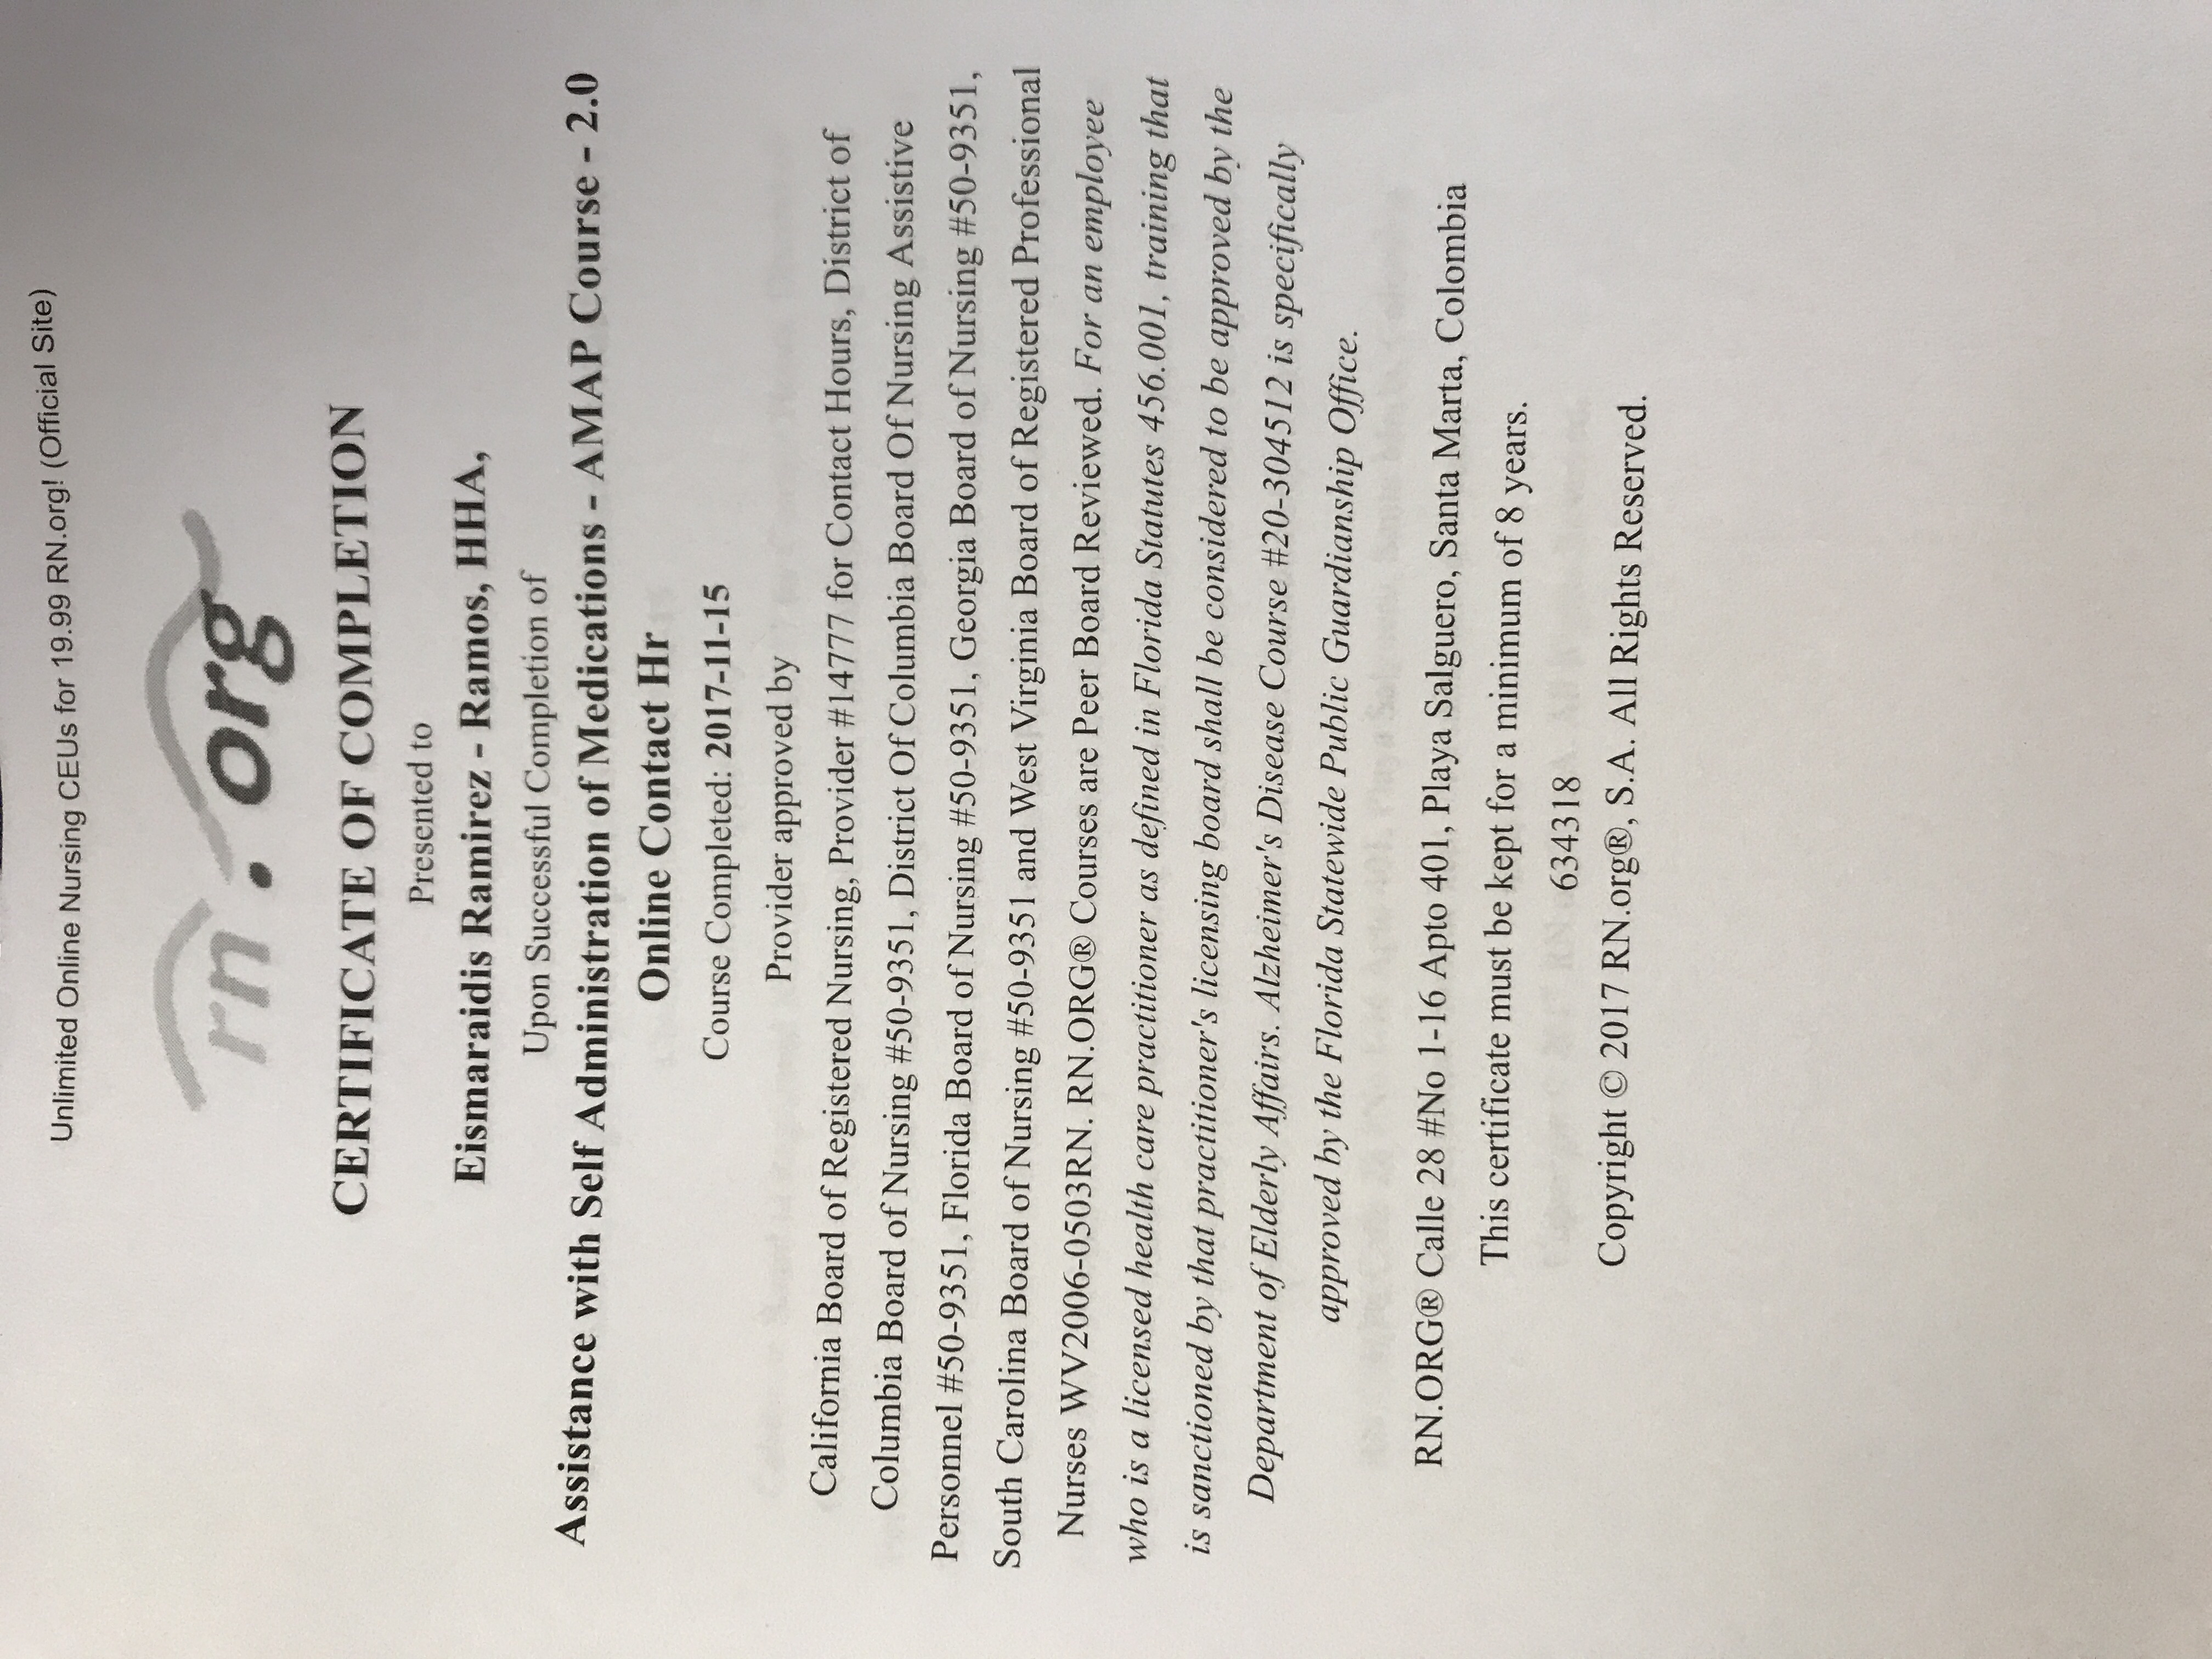 Unlimited Online Nursing CEUs for 19.99 RN.org! (Official Site)
rn.org
CERTIFICATE OF COMPLETION
Presented to
Eismaraidis Ramirez - Ramos, HHA,
Upon Successful Completion of
Assistance with Self Administration of Medications - AMAP Course - 2.0
Online Contact Hr
Course Completed: 2017-11-15
Provider approved by
California Board of Registered Nursing, Provider #14777 for Contact Hours, District of
Columbia Board of Nursing #50-9351, District Of Columbia Board Of Nursing Assistive
Personnel #50-9351, Florida Board of Nursing #50-9351, Georgia Board of Nursing #50-9351,
South Carolina Board of Nursing #50-9351 and West Virginia Board of Registered Professional
Nurses WV2006-0503RN. RN.ORG® Courses are Peer Board Reviewed. For an employee
who is a licensed health care practitioner as defined in Florida Statutes 456.001, training that
is sanctioned by that practitioner's licensing board shall be considered to be approved by the
Department of Elderly Affairs. Alzheimer's Disease Course #20-304512 is specifically
approved by the Florida Statewide Public Guardianship Office.
RN.ORG® Calle 28 #No 1-16 Apto 401, Playa Salguero, Santa Marta, Colombia
This certificate must be kept for a minimum of 8 years.
634318
Copyright © 2017 RN.org®, S.A. All Rights Reserved.